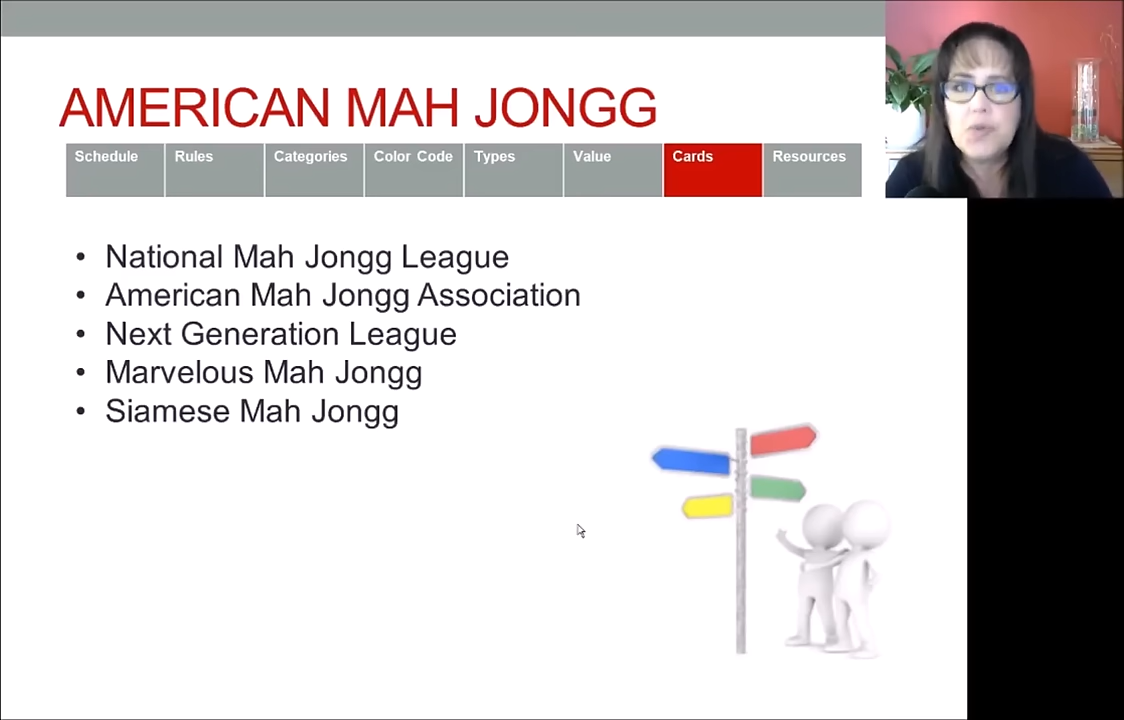 AMERICAN MAH JONGG
Schedule Rules Categories Color Code Types Value Cards Resources
• National Mah Jongg League
• American Mah Jongg Association
• Next Generation League
• Marvelous Mah Jongg
• Siamese Mah Jongg